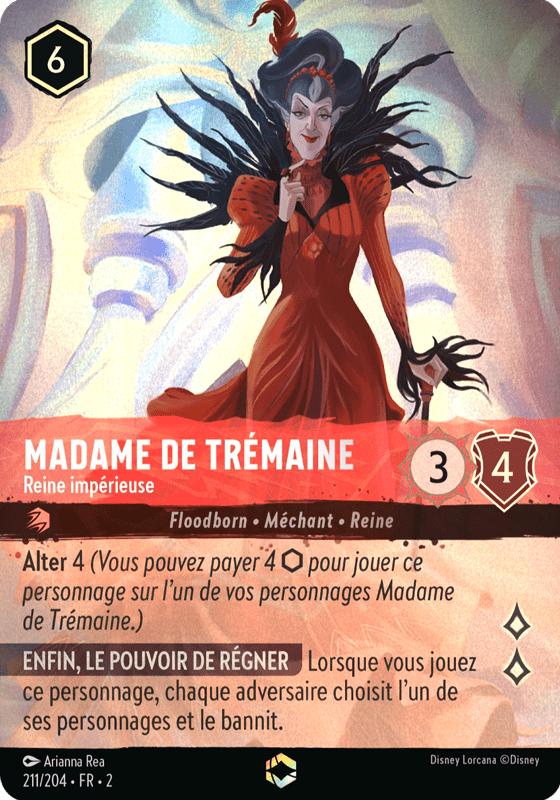 6
MADAME DE TRÉMAINE
Reine impérieuse
3
4
Floodborn • Méchant • Reine
Alter 4 (Vous pouvez payer 4 ⬡ pour jouer ce
personnage sur l'un de vos personnages Madame
de Trémaine.)
ENFIN, LE POUVOIR DE RÉGNER Lorsque vous jouez
ce personnage, chaque adversaire choisit l'un de
ses personnages et le bannit.
Arianna Rea
Disney Lorcana ©Disney
211/204 • FR • 2